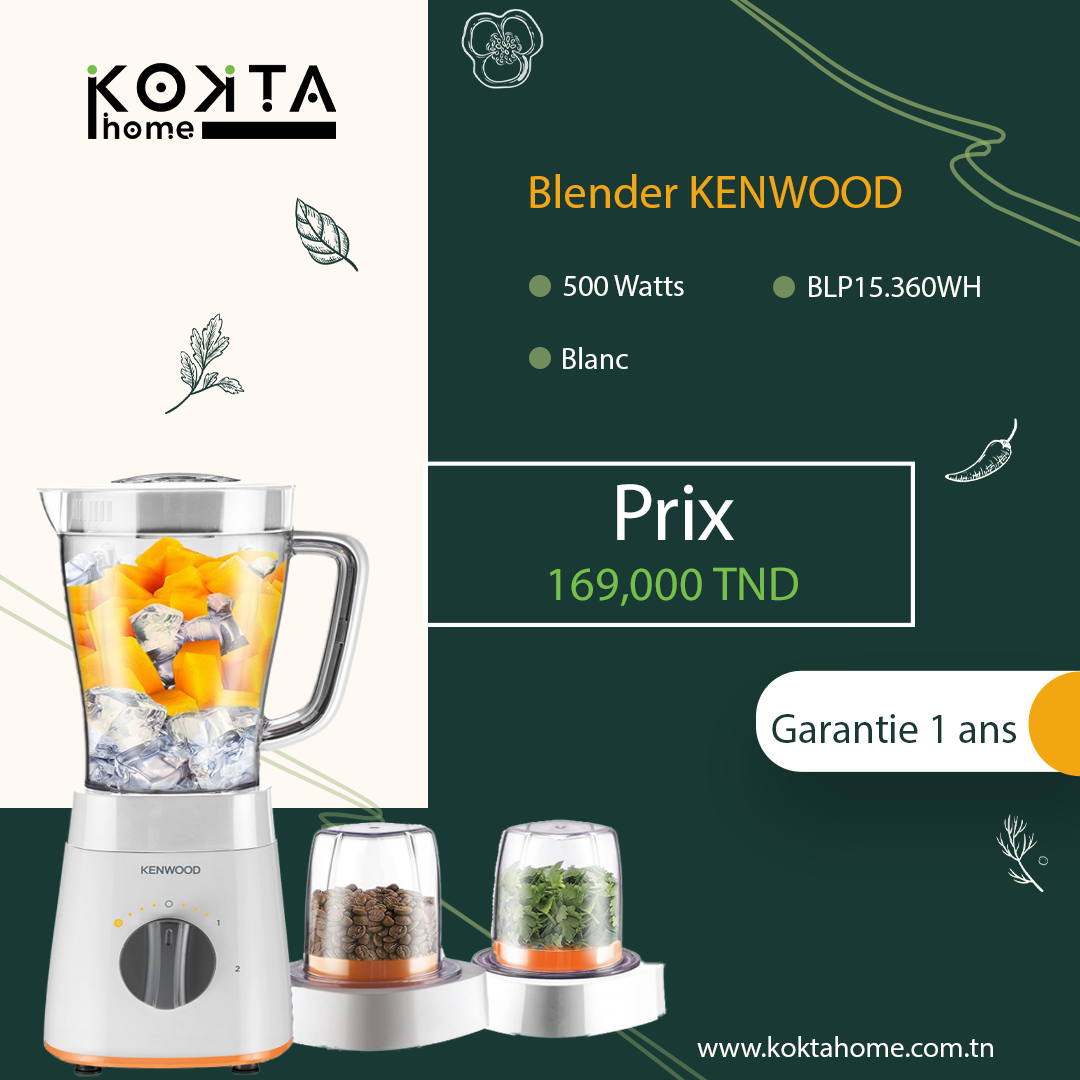 KOKTA
home
Blender KENWOOD
500 Watts
BLP15.360WH
Blanc
Prix
169,000 TND
Garantie 1 ans
KENWOOD
1
2
www.koktahome.com.tn